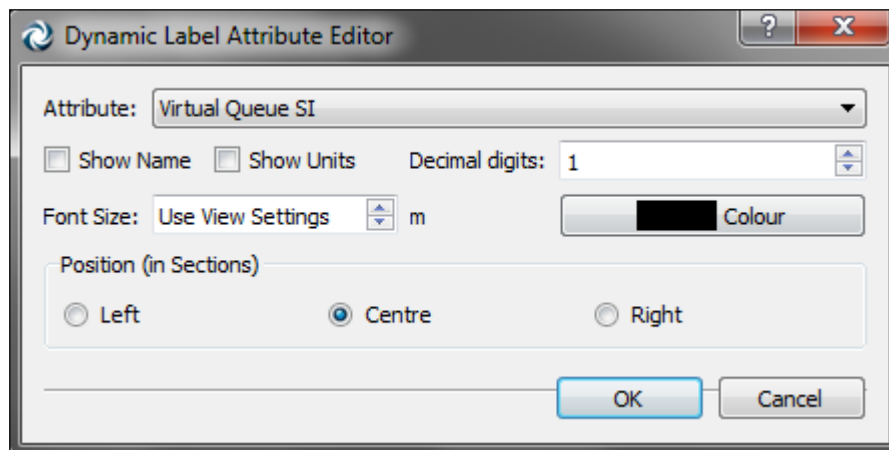 Dynamic Label Attribute Editor
?
Attribute: Virtual Queue SI
Show Name Show Units Decimal digits: 1
Font Size: Use View Settings m Colour
Position (in Sections)
Left Centre Right
OK Cancel